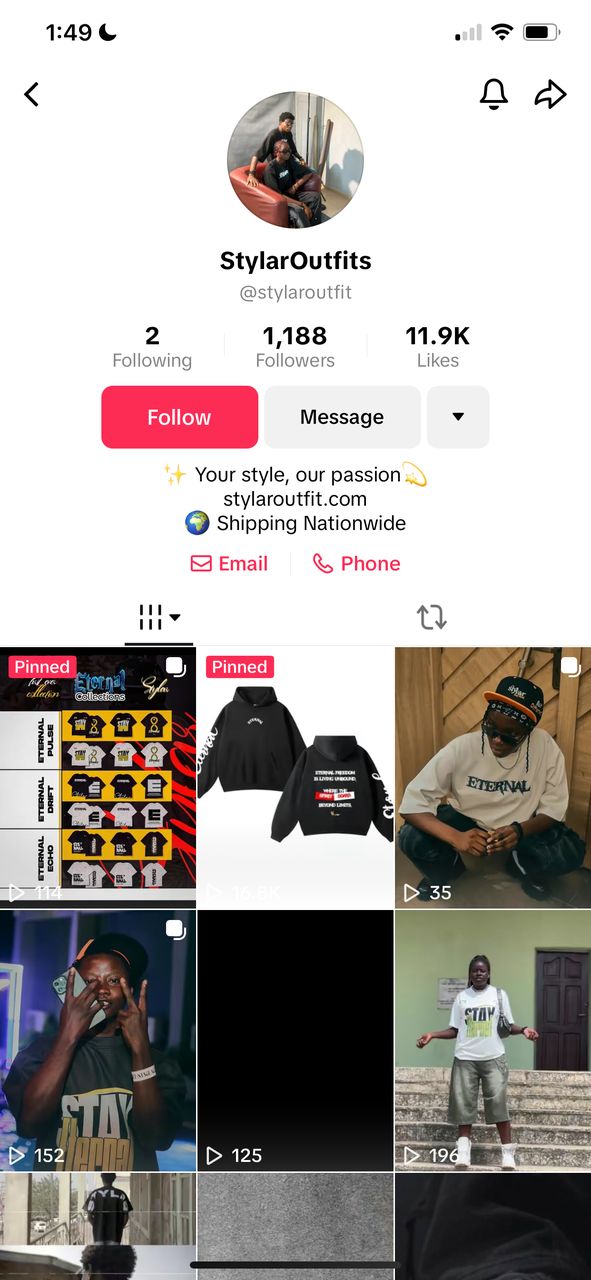 1:49
StylarOutfits
@stylaroutfit
2
Following
1,188
Followers
11.9K
Likes
Follow
Message
✨ Your style, our passion💫
stylaroutfit.com
🌍 Shipping Nationwide
Email
Phone
Pinned
Eternal
Collections
ETERNAL
PULSE
ETERNAL
DRIFT
ETERNAL
ECHO
114
Pinned
ETERNAL
ETERNAL FREEDOM
IS LIVING UNBOUND,
WHERE THE
SPIRIT SOARS
BEYOND LIMITS.
16.8K
ETERNAL
35
STAY
Eternal
152
125
STAY
196